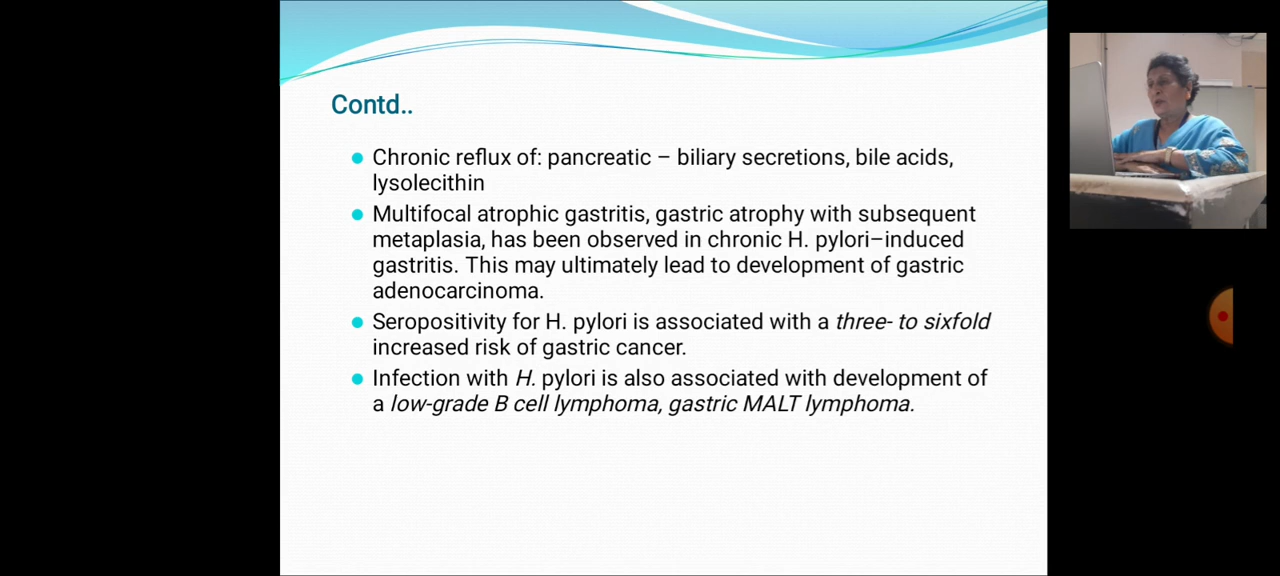 Contd..
Chronic reflux of: pancreatic – biliary secretions, bile acids,
lysolecithin
Multifocal atrophic gastritis, gastric atrophy with subsequent
metaplasia, has been observed in chronic H. pylori–induced
gastritis. This may ultimately lead to development of gastric
adenocarcinoma.
Seropositivity for H. pylori is associated with a three- to sixfold
increased risk of gastric cancer.
Infection with H. pylori is also associated with development of
a low-grade B cell lymphoma, gastric MALT lymphoma.